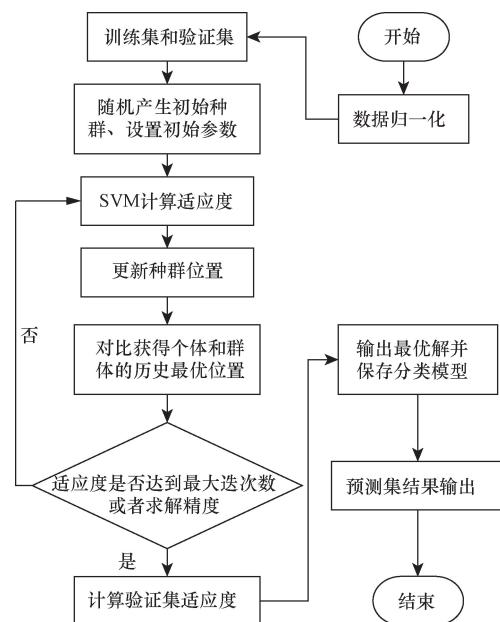 开始
数据归一化
训练集和验证集
随机产生初始种
群、设置初始参数
SVM计算适应度
更新种群位置
对比获得个体和群
体的历史最优位置
适应度是否达到最大迭次数
或者求解精度
否
是
计算验证集适应度
输出最优解并
保存分类模型
预测集结果输出
结束